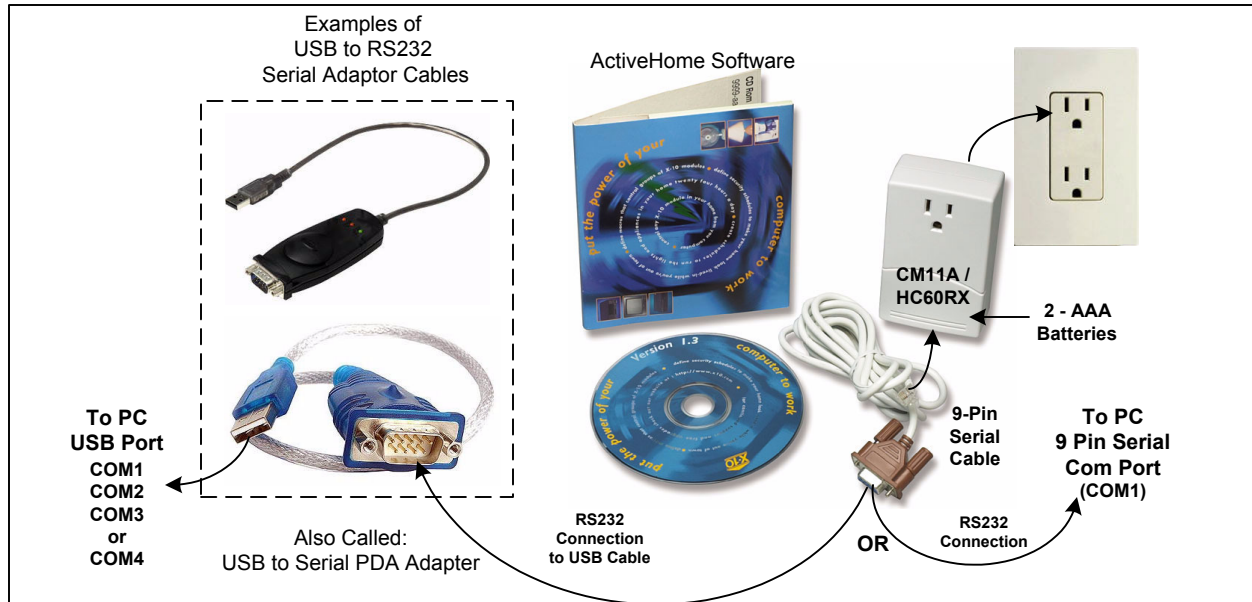 Examples of
USB to RS232
Serial Adaptor Cables
ActiveHome Software
CD Rom
put the power of your
computer to work
CM11A /
HC60RX
2 - AAA
Batteries
To PC
USB Port
COM1
COM2
COM3
or
COM4
Version 1.3
computer to work
put the power of your
X-10
9-Pin
Serial
Cable
To PC
9 Pin Serial
Com Port
(COM1)
Also Called:
USB to Serial PDA Adapter
RS232
Connection
to USB Cable
OR
RS232
Connection